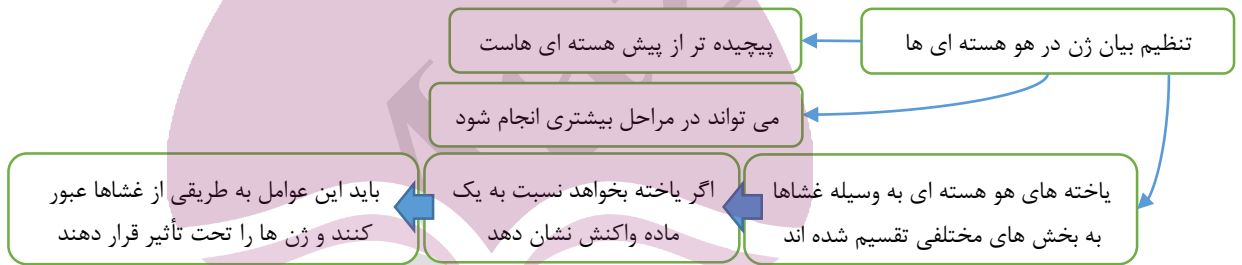 تنظیم بیان ژن در هو هسته ای ها
پیچیده تر از پیش هسته ای هاست
می تواند در مراحل بیشتری انجام شود
یاخته های هو هسته ای به وسیله غشاها
به بخش های مختلفی تقسیم شده اند
اگر یاخته بخواهد نسبت به یک
ماده واکنش نشان دهد
باید این عوامل به طریقی از غشاها عبور
کنند و ژن ها را تحت تأثیر قرار دهند